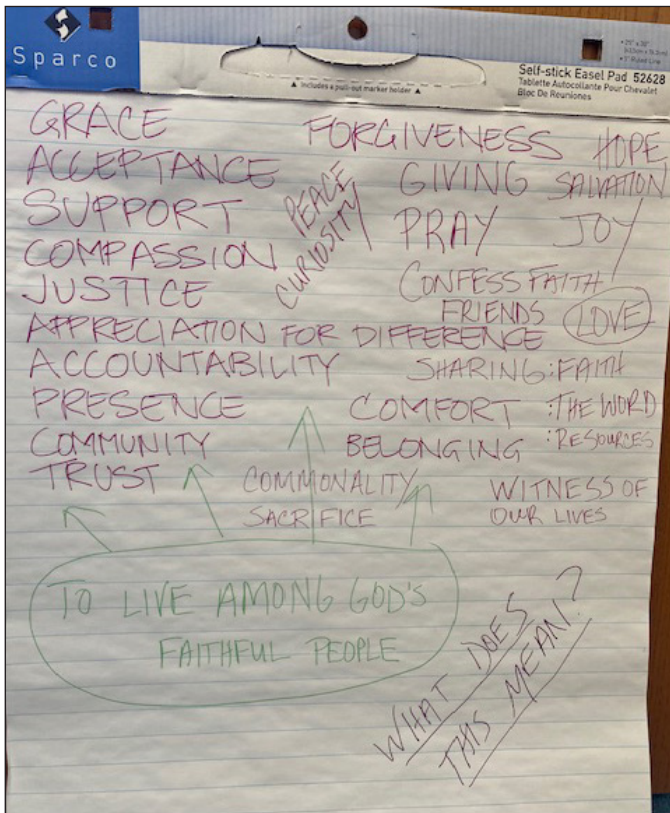 Sparco
Self-stick Easel Pad 52628
Tablette Autocollante Pour Chevalet
Bloc De Reuniones
▲ Includes a pull-out marker holder ▲
GRACE
ACCEPTANCE
SUPPORT
COMPASSION
JUSTICE
APPRECIATION FOR DIFFERENCE
ACCOUNTABILITY
PRESENCE
COMMUNITY
TRUST
PEACE
CURIOSITY
FORGIVENESS HOPE
GIVING SALVATION
PRAY JOY
CONFESS FAITH
FRIENDS LOVE
SHARING: FAITH
: THE WORD
: RESOURCES
COMFORT
BELONGING
COMMONALITY
SACRIFICE
WITNESS OF
OUR LIVES
TO LIVE AMONG GOD'S
FAITHFUL PEOPLE
WHAT DOES
THIS MEAN?